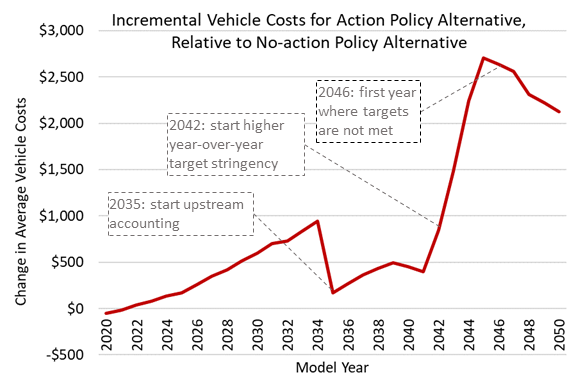 Incremental Vehicle Costs for Action Policy Alternative,
Relative to No-action Policy Alternative
Change in Average Vehicle Costs
$3,000
$2,500
$2,000
$1,500
$1,000
$500
$0
-$500
2046: first year
where targets
are not met
2042: start higher
year-over-year
target stringency
2035: start upstream
accounting
2020
2022
2024
2026
2028
2030
2032
2034
2036
2038
2040
2042
2044
2046
2048
2050
Model Year